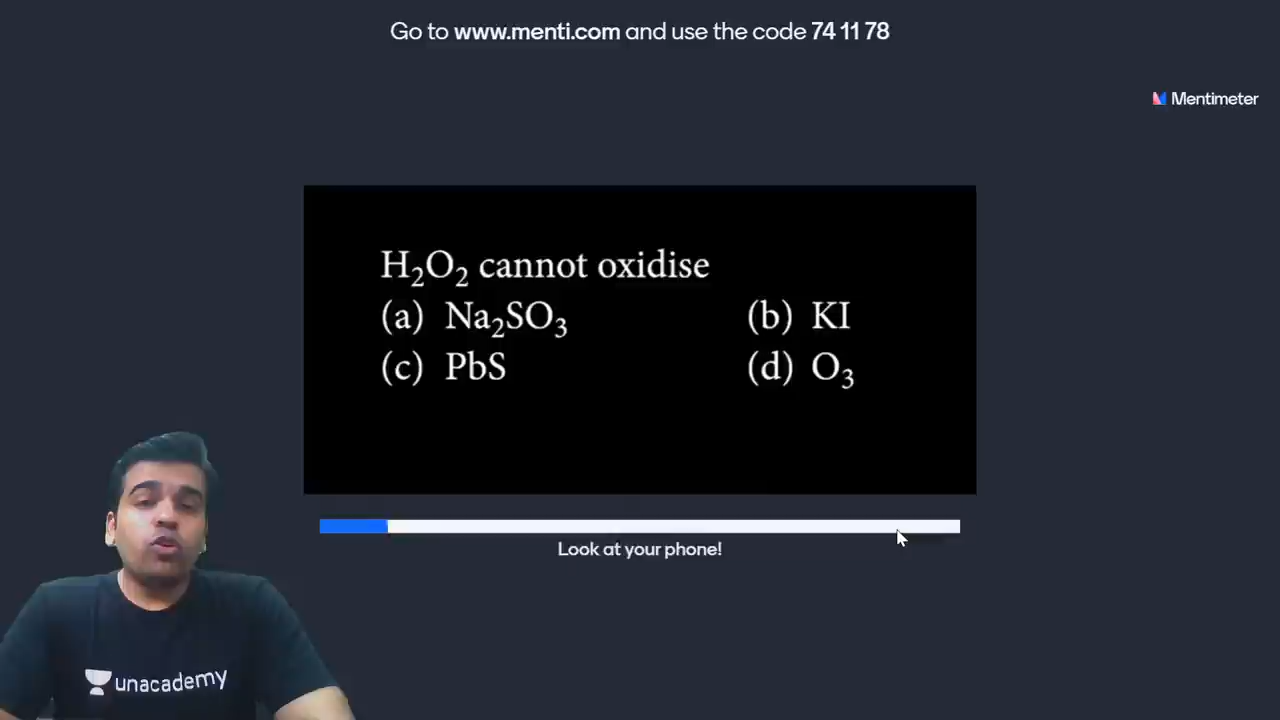 Go to www.menti.com and use the code 74 11 78
Mentimeter
H₂O₂ cannot oxidise
(a) Na₂SO₃ (b) KI
(c) PbS (d) O₃
Look at your phone!
unacademy